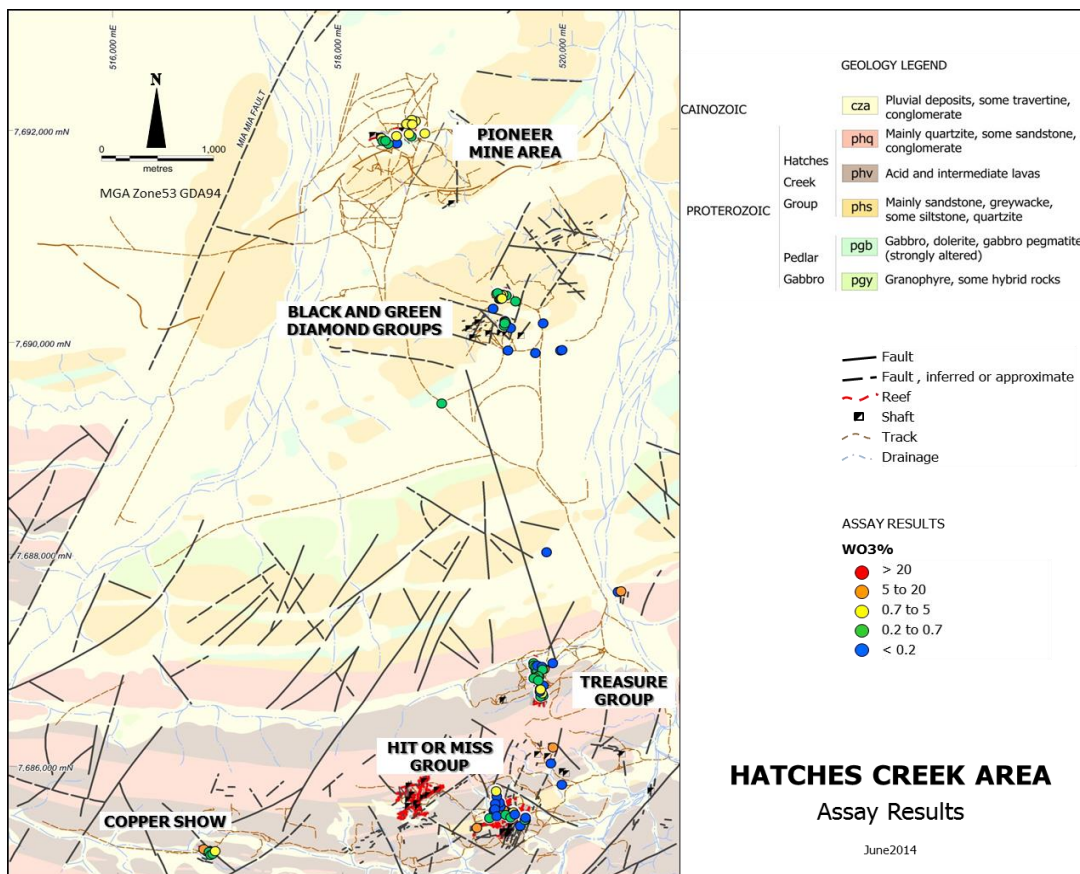 516,000 mE
518,000 mE
520,000 mE
N
MIA MIA FAULT
7,692,000 mN
0
1,000
metres
MGA Zone53 GDA94
PIONEER
MINE AREA
BLACK AND GREEN
DIAMOND GROUPS
7,690,000 mN
7,688,000 mN
TREASURE
GROUP
HIT OR MISS
GROUP
7,686,000 mN
COPPER SHOW
GEOLOGY LEGEND
CAINOZOIC
cza
Pluvial deposits, some travertine,
conglomerate
PROTEROZOIC
Hatches
Creek
Group
phq
Mainly quartzite, some sandstone,
conglomerate
phv
Acid and intermediate lavas
phs
Mainly sandstone, greywacke,
some siltstone, quartzite
Pedlar
Gabbro
pgb
Gabbro, dolerite, gabbro pegmatite
(strongly altered)
pgy
Granophyre, some hybrid rocks
Fault
Fault , inferred or approximate
Reef
Shaft
Track
Drainage
ASSAY RESULTS
WO3%
> 20
5 to 20
0.7 to 5
0.2 to 0.7
< 0.2
HATCHES CREEK AREA
Assay Results
June2014